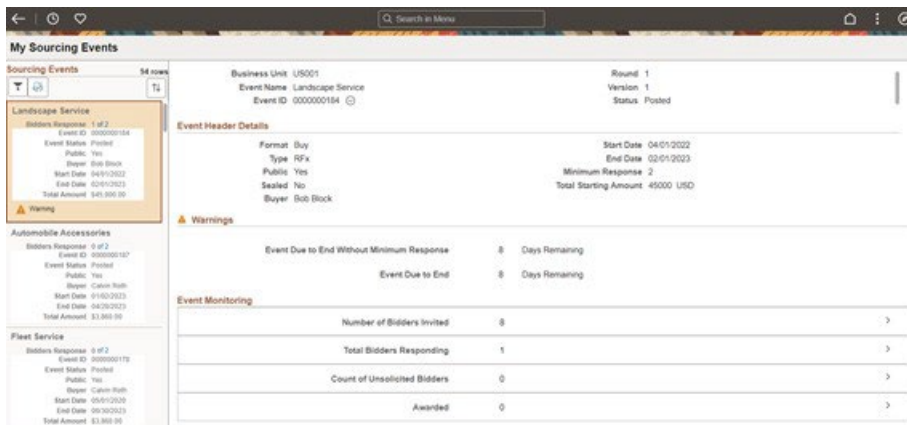 Search in Menu
My Sourcing Events
Sourcing Events
54 rows
Landscape Service
Bidders Response 1 of 2
Event ID 0000000184
Event Status Posted
Public Yes
Buyer Bob Block
Start Date 04/01/2022
End Date 02/01/2023
Total Amount $45,000.00
Warning
Automobile Accessories
Bidders Response 0 of 2
Event ID 0000000187
Event Status Posted
Public Yes
Buyer Calvin Roth
Start Date 01/02/2023
End Date 04/20/2023
Total Amount $3,860.00
Fleet Service
Bidders Response 0 of 2
Event ID 0000000178
Event Status Posted
Public Yes
Buyer Calvin Roth
Start Date 05/01/2020
End Date 09/30/2023
Total Amount $3,860.00
Business Unit US001
Event Name Landscape Service
Event ID 0000000184
Round 1
Version 1
Status Posted
Event Header Details
Format Buy
Type RFx
Public Yes
Sealed No
Buyer Bob Block
Start Date 04/01/2022
End Date 02/01/2023
Minimum Response 2
Total Starting Amount 45000 USD
Warnings
Event Due to End Without Minimum Response 8 Days Remaining
Event Due to End 8 Days Remaining
Event Monitoring
Number of Bidders Invited 8
Total Bidders Responding 1
Count of Unsolicited Bidders 0
Awarded 0